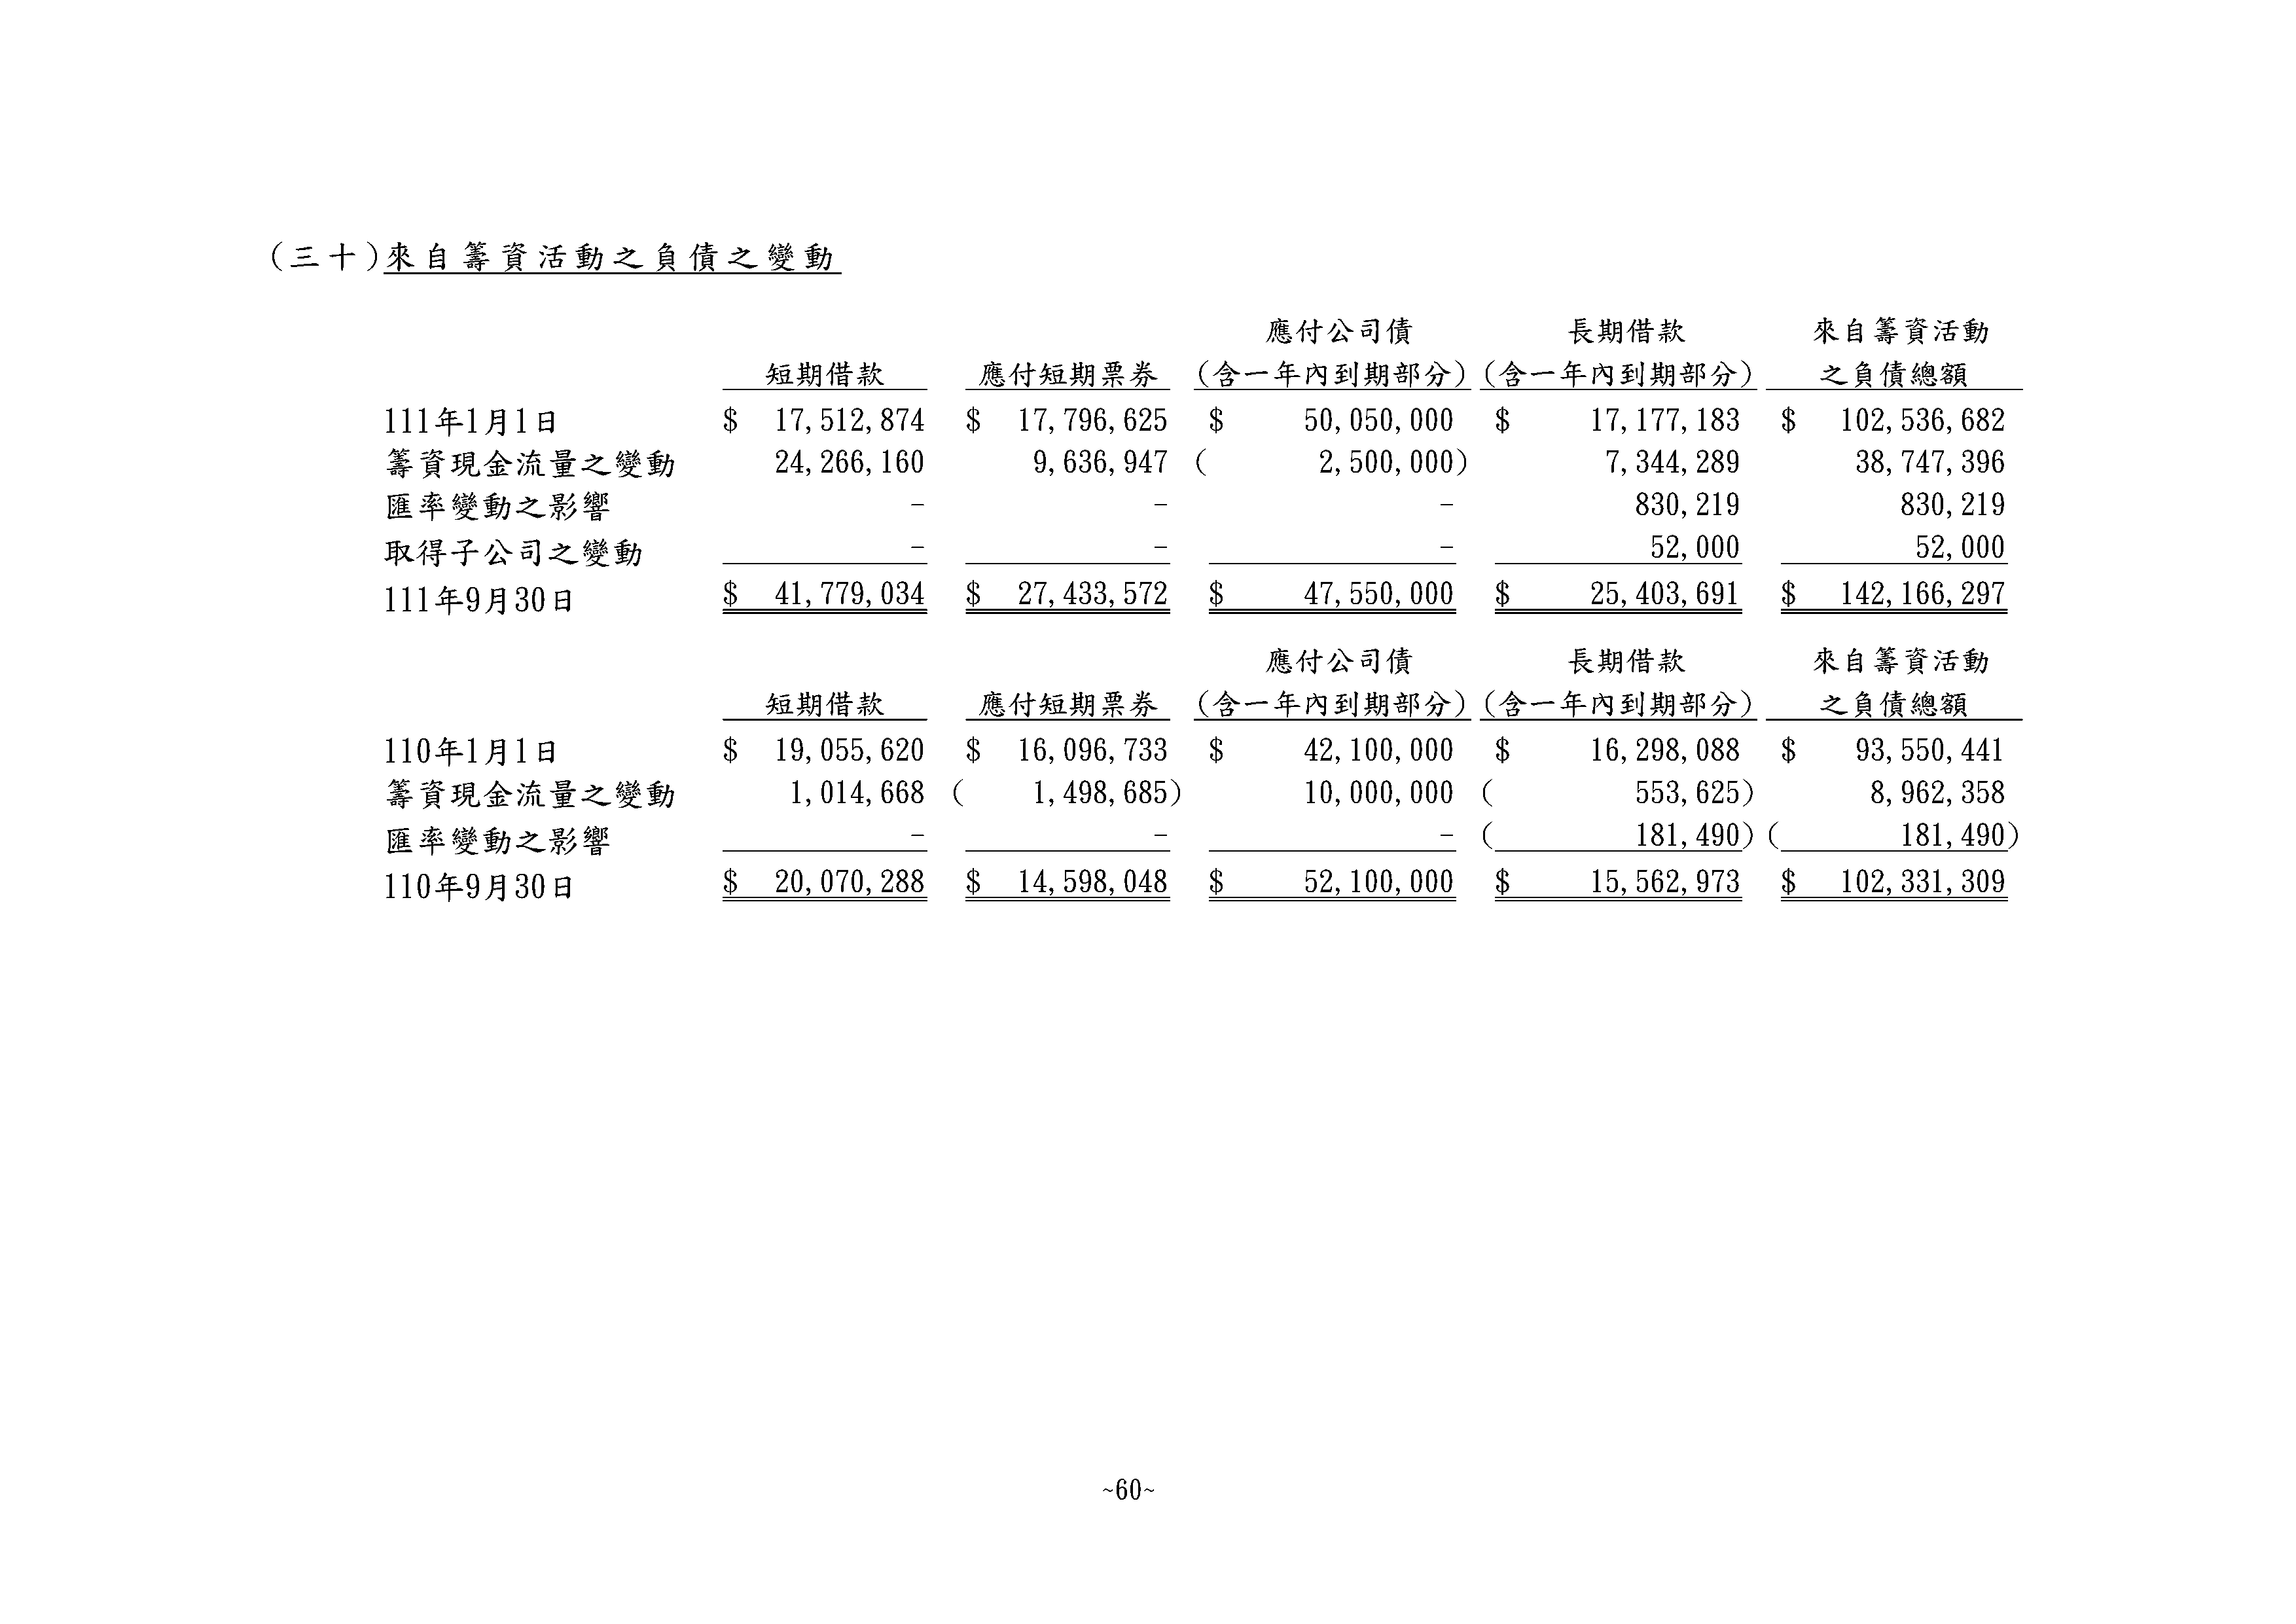 (三十)來自籌資活動之負債之變動
應付公司債 長期借款 來自籌資活動
短期借款 應付短期票券 (含一年內到期部分) (含一年內到期部分) 之負債總額
111年1月1日 $ 17,512,874 $ 17,796,625 $ 50,050,000 $ 17,177,183 $ 102,536,682
籌資現金流量之變動 24,266,160 9,636,947 ( 2,500,000) 7,344,289 38,747,396
匯率變動之影響 - - - 830,219 830,219
取得子公司之變動 - - - 52,000 52,000
111年9月30日 $ 41,779,034 $ 27,433,572 $ 47,550,000 $ 25,403,691 $ 142,166,297
應付公司債 長期借款 來自籌資活動
短期借款 應付短期票券 (含一年內到期部分) (含一年內到期部分) 之負債總額
110年1月1日 $ 19,055,620 $ 16,096,733 $ 42,100,000 $ 16,298,088 $ 93,550,441
籌資現金流量之變動 1,014,668 ( 1,498,685) 10,000,000 ( 553,625) 8,962,358
匯率變動之影響 - - - ( 181,490) ( 181,490)
110年9月30日 $ 20,070,288 $ 14,598,048 $ 52,100,000 $ 15,562,973 $ 102,331,309
~60~